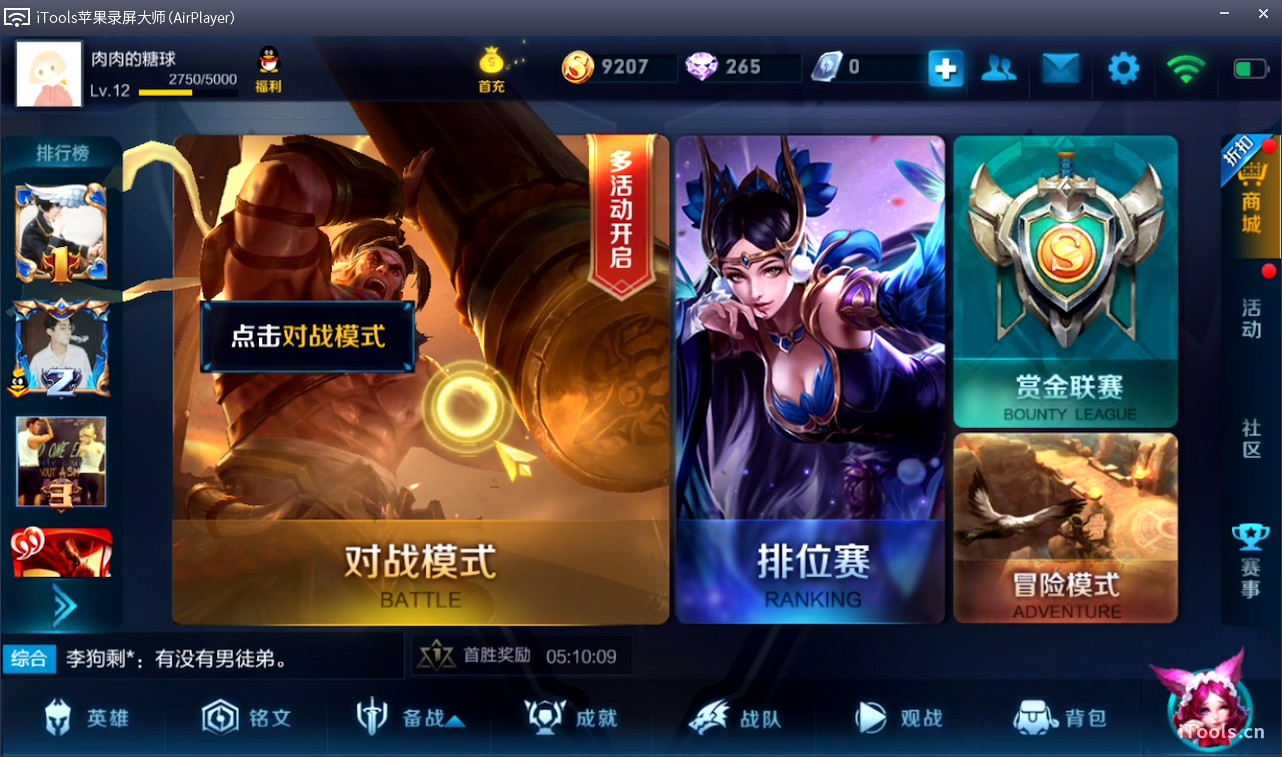 iTools苹果录屏大师(AirPlayer)
肉肉的糖球
2750/5000
Lv.12
福利
首充
9207
265
0
排行榜
1
2
3
多活动开启
点击对战模式
对战模式
BATTLE
排位赛
RANKING
赏金联赛
BOUNTY LEAGUE
冒险模式
ADVENTURE
折扣
商城
活动
社区
赛事
综合
李狗剩*：有没有男徒弟。
首胜奖励 05:10:09
英雄
铭文
备战
成就
战队
观战
背包
iTools.cn